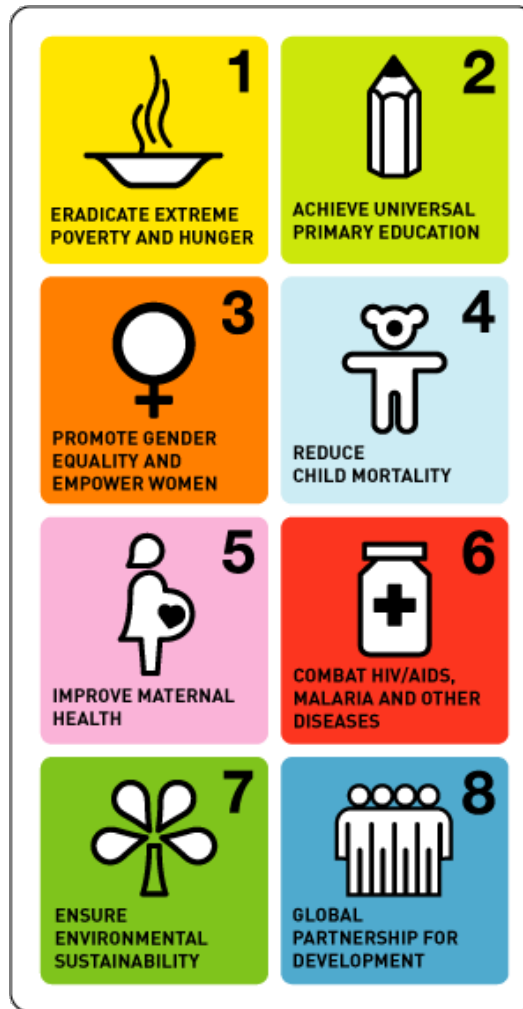 1
ERADICATE EXTREME
POVERTY AND HUNGER
2
ACHIEVE UNIVERSAL
PRIMARY EDUCATION
3
PROMOTE GENDER
EQUALITY AND
EMPOWER WOMEN
4
REDUCE
CHILD MORTALITY
5
IMPROVE MATERNAL
HEALTH
6
COMBAT HIV/AIDS,
MALARIA AND OTHER
DISEASES
7
ENSURE
ENVIRONMENTAL
SUSTAINABILITY
8
GLOBAL
PARTNERSHIP FOR
DEVELOPMENT